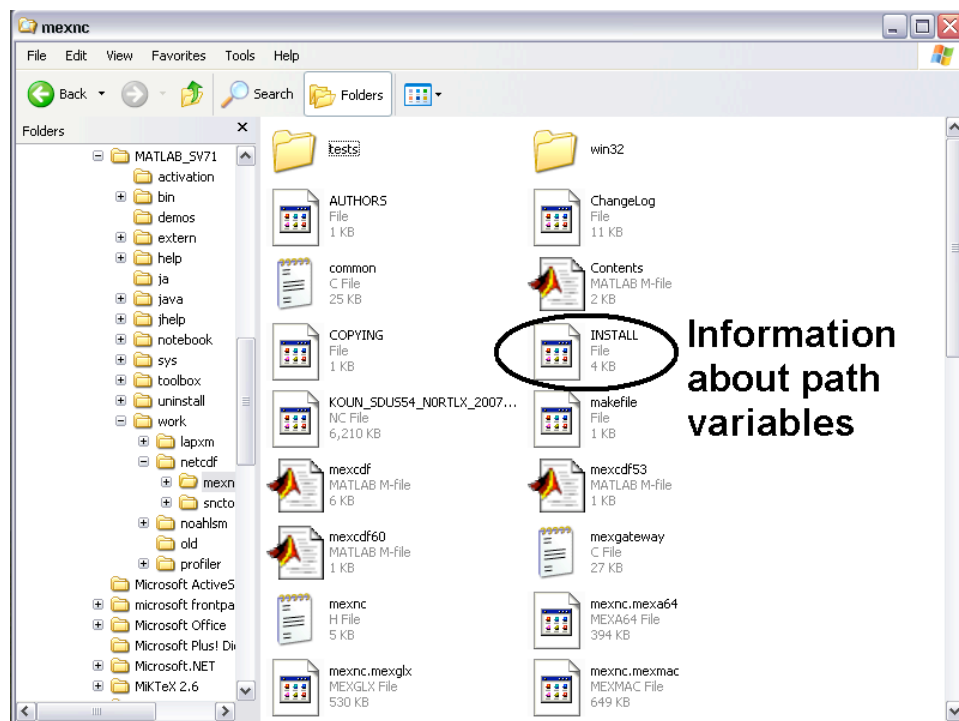 mexnc
File Edit View Favorites Tools Help
Back Search Folders
Folders
MATLAB_SV71
activation
bin
demos
extern
help
ja
java
jhelp
notebook
sys
toolbox
uninstall
work
lapxm
netcdf
mexn
sncto
noahlsm
old
profiler
Microsoft ActiveS
microsoft frontpa
Microsoft Office
Microsoft Plus! Di
Microsoft.NET
MiKTeX 2.6
tests
win32
AUTHORS
File
1 KB
ChangeLog
File
11 KB
common
C File
25 KB
Contents
MATLAB M-file
2 KB
COPYING
File
1 KB
INSTALL
File
4 KB
KOUN_SDUS54_N0RTLX_2007...
NC File
6,210 KB
makefile
File
1 KB
mexcdf
MATLAB M-file
6 KB
mexcdf53
MATLAB M-file
1 KB
mexcdf60
MATLAB M-file
1 KB
mexgateway
C File
27 KB
mexnc
H File
5 KB
mexnc.mexa64
MEXA64 File
394 KB
mexnc.mexglx
MEXGLX File
530 KB
mexnc.mexmac
MEXMAC File
649 KB
Information
about path
variables